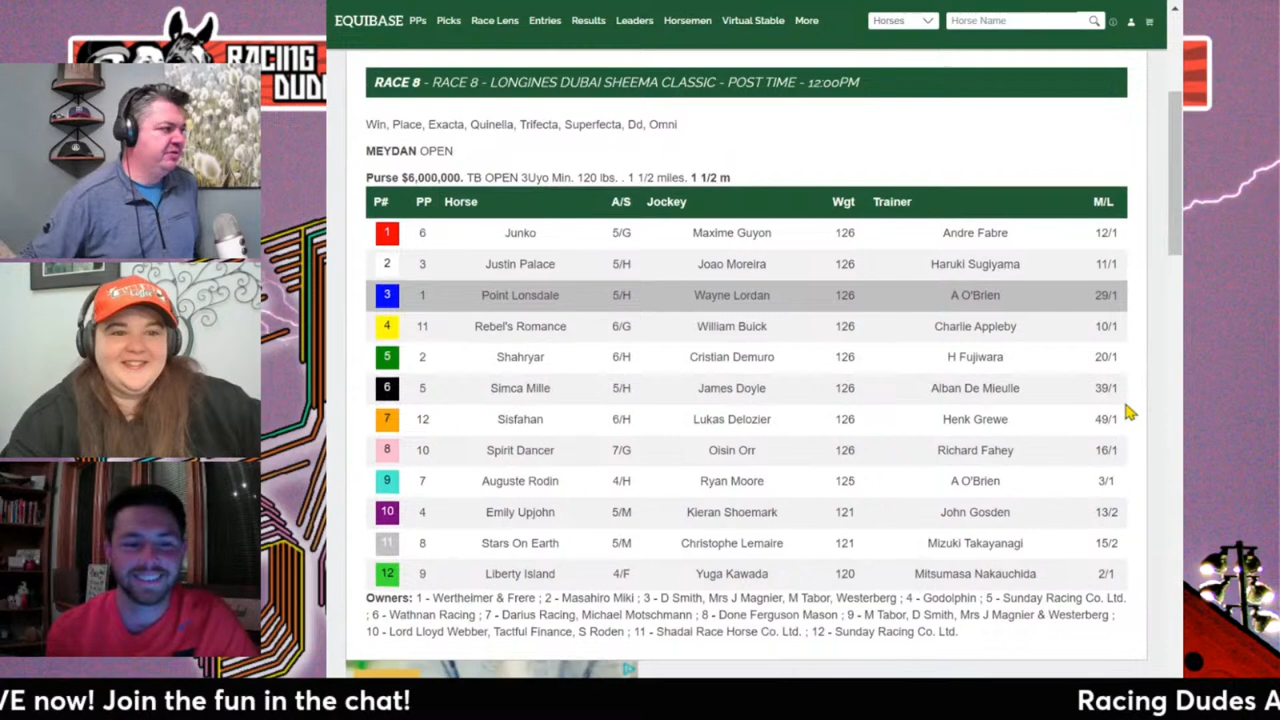 RACING
DUD
EQUIBASE PPs Picks Race Lens Entries Results Leaders Horsemen Virtual Stable More Horses Horse Name
RACE 8 - RACE 8 - LONGINES DUBAI SHEEMA CLASSIC - POST TIME - 12:00PM
Win, Place, Exacta, Quinella, Trifecta, Superfecta, Dd, Omni
MEYDAN OPEN
Purse $6,000,000. TB OPEN 3Uyo Min. 120 lbs. . 1 1/2 miles. 1 1/2 m
P# PP Horse A/S Jockey Wgt Trainer M/L
1 6 Junko 5/G Maxime Guyon 126 Andre Fabre 12/1
2 3 Justin Palace 5/H Joao Moreira 126 Haruki Sugiyama 11/1
3 1 Point Lonsdale 5/H Wayne Lordan 126 A O'Brien 29/1
4 11 Rebel's Romance 6/G William Buick 126 Charlie Appleby 10/1
5 2 Shahryar 6/H Cristian Demuro 126 H Fujiwara 20/1
6 5 Simca Mille 5/H James Doyle 126 Alban De Mieulle 39/1
7 12 Sisfahan 6/H Lukas Delozier 126 Henk Grewe 49/1
8 10 Spirit Dancer 7/G Oisin Orr 126 Richard Fahey 16/1
9 7 Auguste Rodin 4/H Ryan Moore 125 A O'Brien 3/1
10 4 Emily Upjohn 5/M Kieran Shoemark 121 John Gosden 13/2
11 8 Stars On Earth 5/M Christophe Lemaire 121 Mizuki Takayanagi 15/2
12 9 Liberty Island 4/F Yuga Kawada 120 Mitsumasa Nakauchida 2/1
Owners: 1 - Wertheimer & Frere ; 2 - Masahiro Miki ; 3 - D Smith, Mrs J Magnier, M Tabor, Westerberg ; 4 - Godolphin ; 5 - Sunday Racing Co. Ltd.
; 6 - Wathnan Racing ; 7 - Darius Racing, Michael Motschmann ; 8 - Done Ferguson Mason ; 9 - M Tabor, D Smith, Mrs J Magnier & Westerberg ;
10 - Lord Lloyd Webber, Tactful Finance, S Roden ; 11 - Shadai Race Horse Co. Ltd. ; 12 - Sunday Racing Co. Ltd.
VE now! Join the fun in the chat! Racing Dudes A